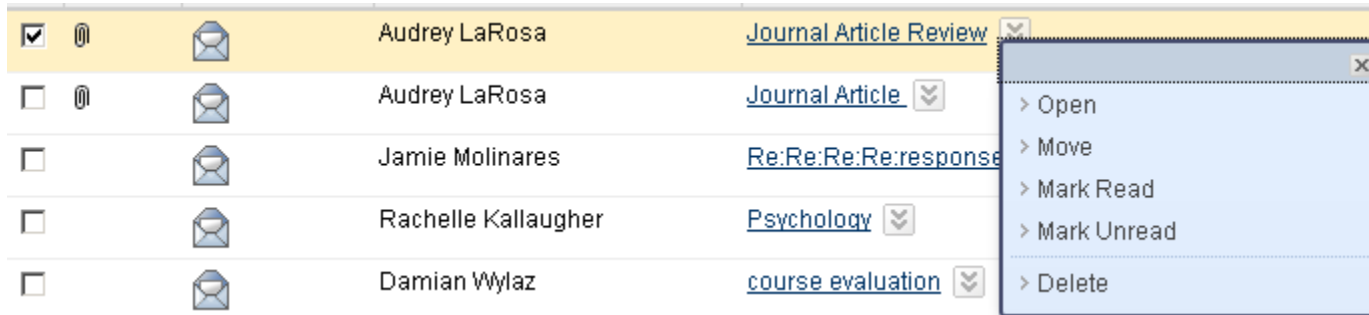 Audrey LaRosa Journal Article Review
Audrey LaRosa Journal Article
Jamie Molinares Re:Re:Re:Re:response
Rachelle Kallaugher Psychology
Damian Wylaz course evaluation
Open
Move
Mark Read
Mark Unread
Delete